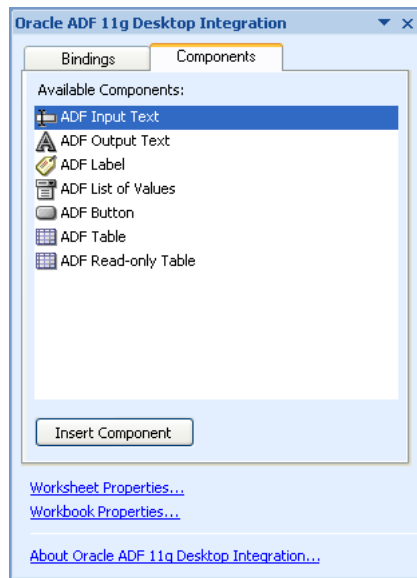 Oracle ADF 11g Desktop Integration
Bindings
Components
Available Components:
ADF Input Text
ADF Output Text
ADF Label
ADF List of Values
ADF Button
ADF Table
ADF Read-only Table
Insert Component
Worksheet Properties...
Workbook Properties...
About Oracle ADF 11g Desktop Integration...